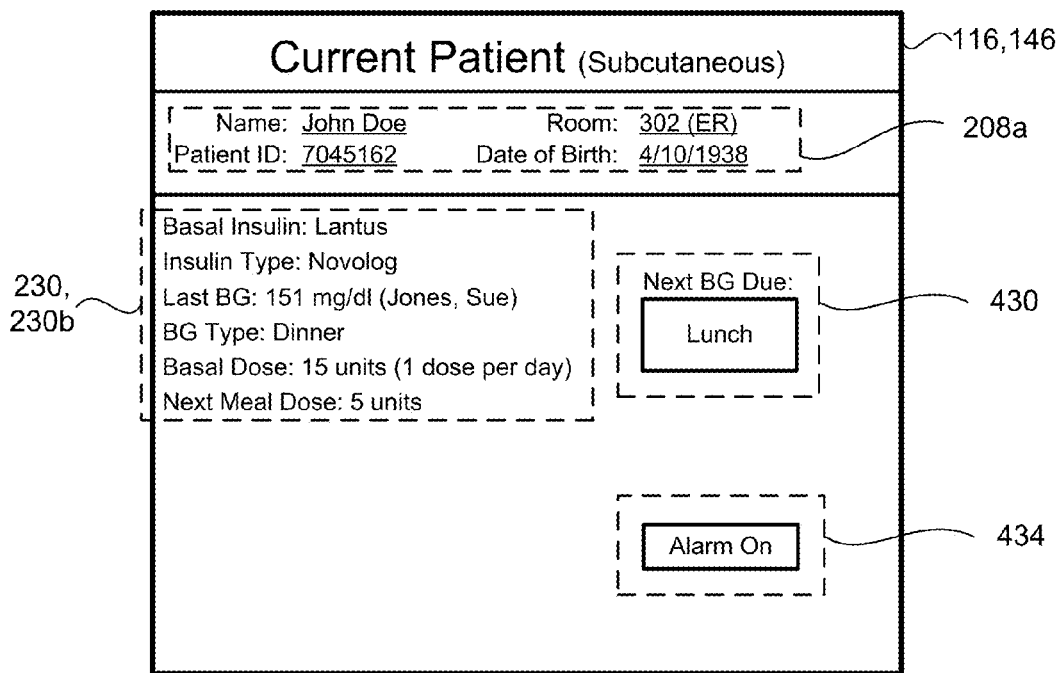 Current Patient (Subcutaneous)
116,146
Name: John Doe Room: 302 (ER)
Patient ID: 7045162 Date of Birth: 4/10/1938
208a
Basal Insulin: Lantus
Insulin Type: Novolog
Last BG: 151 mg/dl (Jones, Sue)
BG Type: Dinner
Basal Dose: 15 units (1 dose per day)
Next Meal Dose: 5 units
230,
230b
Next BG Due:
Lunch
430
Alarm On
434